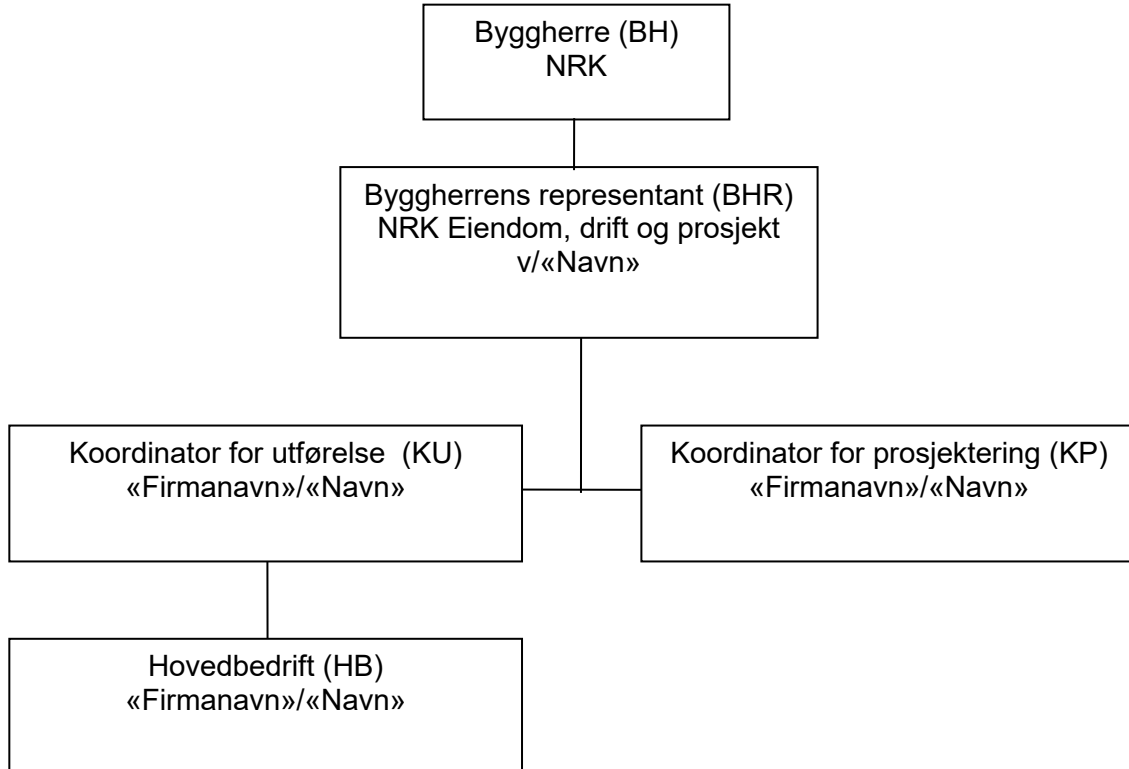 Byggherre (BH)
NRK
Byggherrens representant (BHR)
NRK Eiendom, drift og prosjekt
v/«Navn»
Koordinator for utførelse  (KU)
«Firmanavn»/«Navn»
Koordinator for prosjektering (KP)
«Firmanavn»/«Navn»
Hovedbedrift (HB)
«Firmanavn»/«Navn»